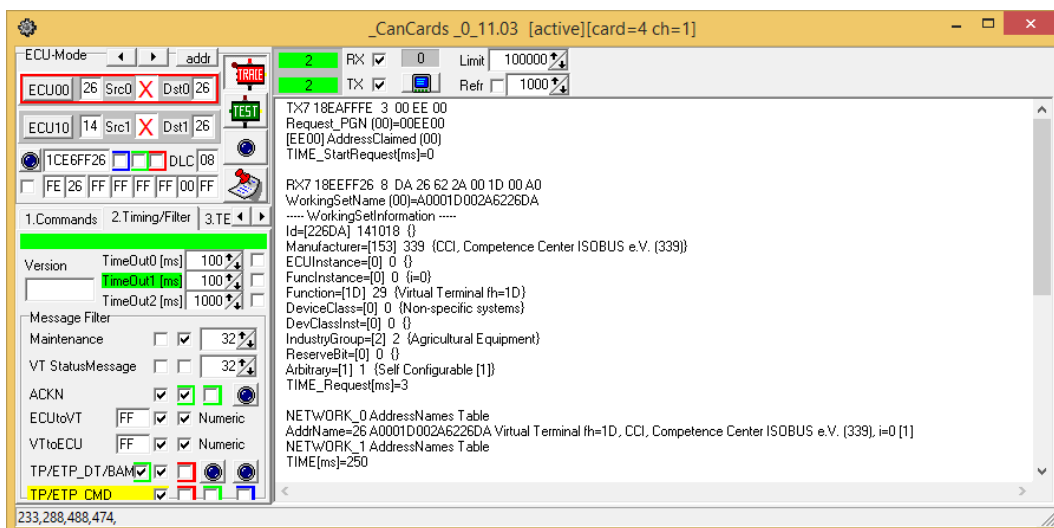 _CanCards _0_11.03 [active][card=4 ch=1]
ECU-Mode addr
TRACE
ECU00 26 Src0 X Dst0 26
TEST
ECU10 14 Src1 X Dst1 26
1CE6FF26 DLC 08
FE 26 FF FF FF FF 00 FF
1.Commands 2.Timing/Filter 3.TE
Version
TimeOut0 [ms] 100
TimeOut1 [ms] 100
TimeOut2 [ms] 1000
Message Filter
Maintenance 32
VT StatusMessage 32
ACKN
ECUtoVT FF Numeric
VTtoECU FF Numeric
TP/ETP_DT/BAM
TP/ETP_CMD
2 RX 0 Limit 100000
2 TX Refr 1000
TX7 18EAFFFE 3 00 EE 00
Request_PGN (00)=00EE00
[EE00] AddressClaimed (00)
TIME_StartRequest[ms]=0
RX7 18EEFF26 8 DA 26 62 2A 00 1D 00 A0
WorkingSetName (00)=A0001D002A6226DA
----- WorkingSetInformation -----
Id=[226DA] 141018 {}
Manufacturer=[153] 339 {CCI, Competence Center ISOBUS e.V. (339)}
ECUInstance=[0] 0 {}
FuncInstance=[0] 0 {i=0}
Function=[1D] 29 {Virtual Terminal fh=1D}
DeviceClass=[0] 0 {Non-specific systems}
DevClassInst=[0] 0 {}
IndustryGroup=[2] 2 {Agricultural Equipment}
ReserveBit=[0] 0 {}
Arbitrary=[1] 1 {Self Configurable [1]}
TIME_Request[ms]=3
NETWORK_0 AddressNames Table
AddrName=26 A0001D002A6226DA Virtual Terminal fh=1D, CCI, Competence Center ISOBUS e.V. (339), i=0 [1]
NETWORK_1 AddressNames Table
TIME[ms]=250
233,288,488,474,